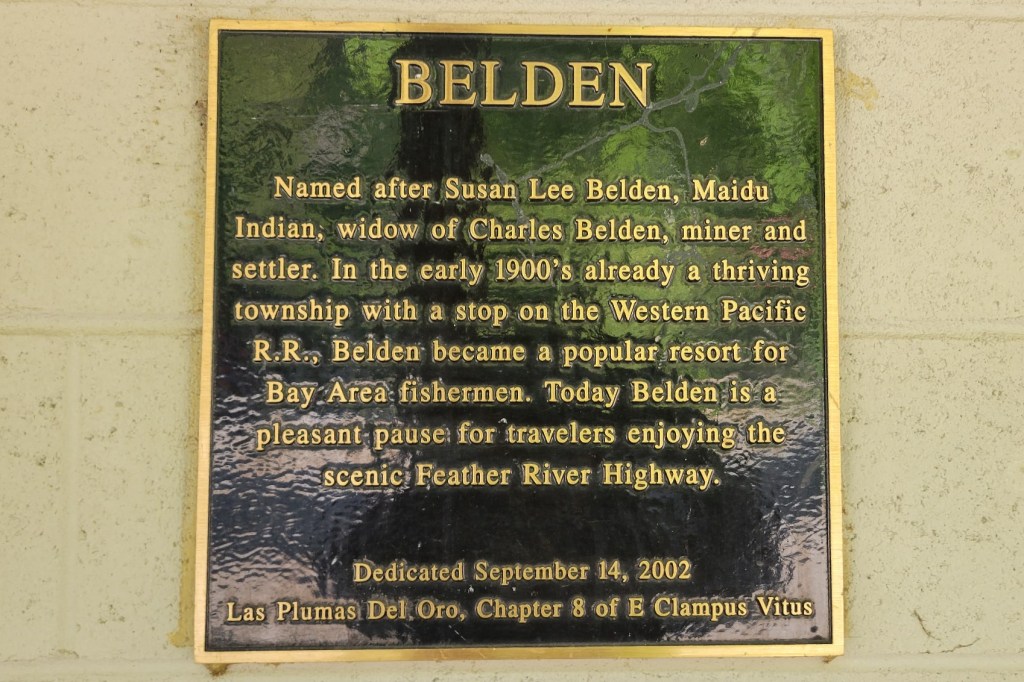 BELDEN
Named after Susan Lee Belden, Maidu
Indian, widow of Charles Belden, miner and
settler. In the early 1900's already a thriving
township with a stop on the Western Pacific
R.R., Belden became a popular resort for
Bay Area fishermen. Today Belden is a
pleasant pause for travelers enjoying the
scenic Feather River Highway.
Dedicated September 14, 2002
Las Plumas Del Oro, Chapter 8 of E Clampus Vitus